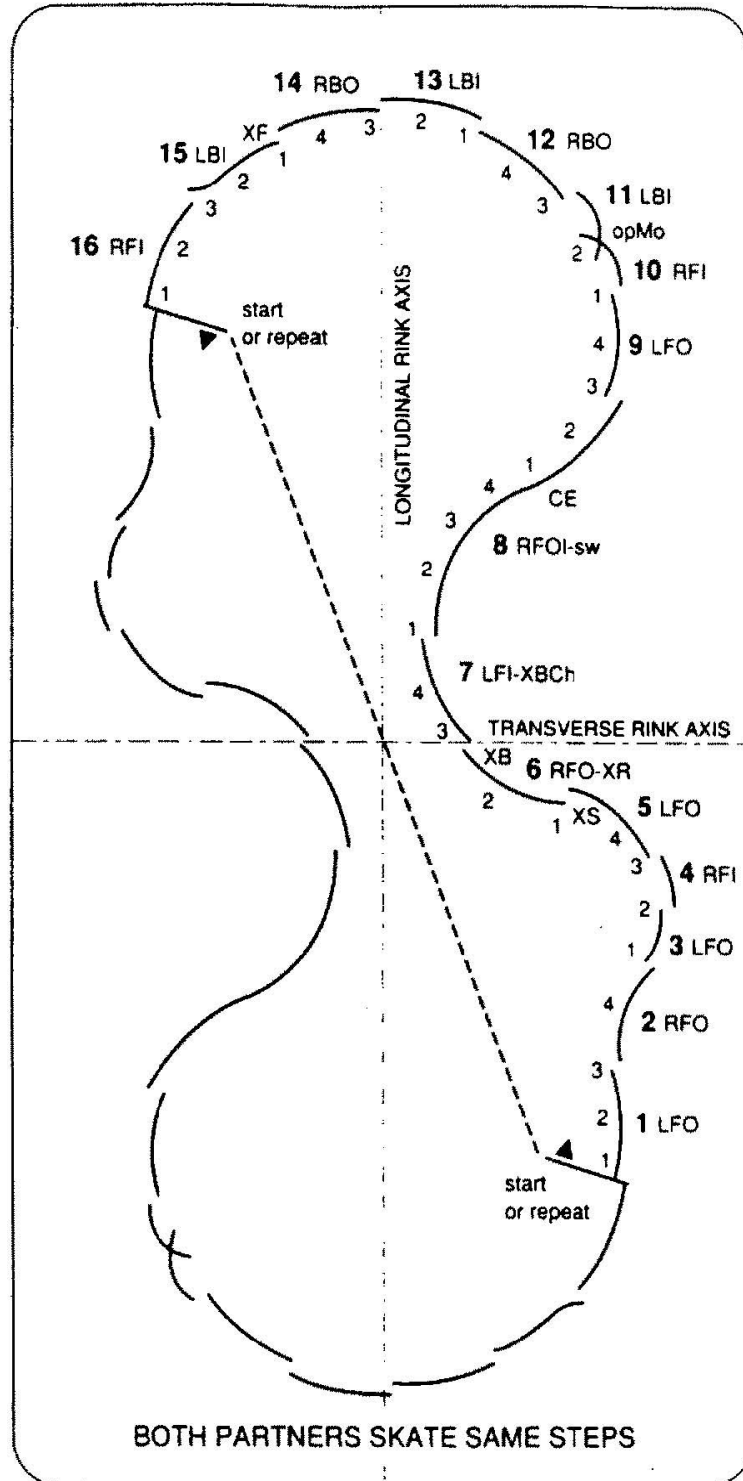 14 RBO
13 LBI
3 2 1
XF 1 4
12 RBO
15 LBI
3 2
4 3
11 LBI
opMo
2
16 RFI
2
1
10 RFI
1
start
or repeat
LONGITUDINAL RINK AXIS
4
9 LFO
3
2
1
CE
4
3
8 RFOI-sw
2
1
7 LFI-XBCh
4
3
TRANSVERSE RINK AXIS
XB
6 RFO-XR
2
1
XS
5 LFO
4
3
4 RFI
2
1
3 LFO
4
2 RFO
3
2
1 LFO
1
start
or repeat
BOTH PARTNERS SKATE SAME STEPS